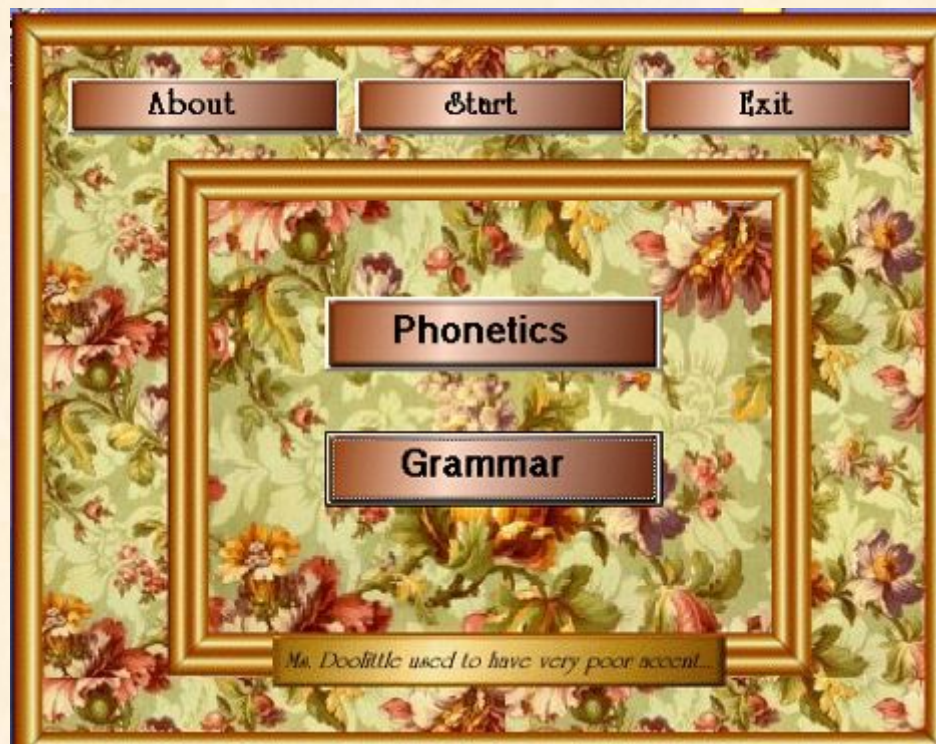 About
Start
Exit
Phonetics
Grammar
Ms. Doolittle used to have very poor accent...